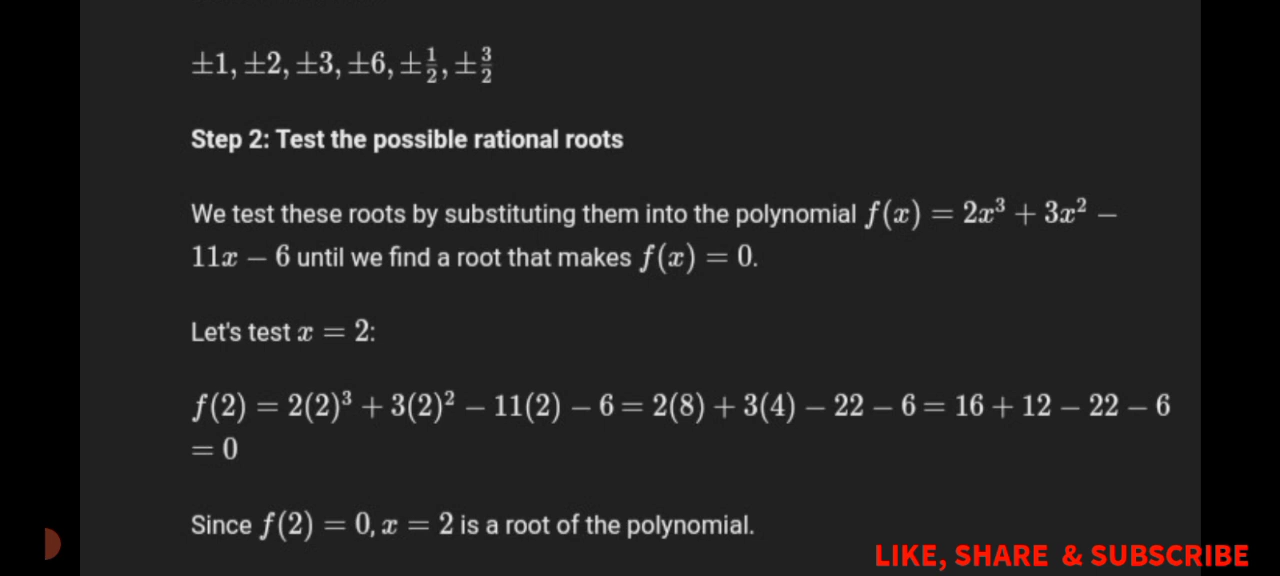 ±1, ±2, ±3, ±6, ±1/2, ±3/2
Step 2: Test the possible rational roots
We test these roots by substituting them into the polynomial f(x) = 2x³ + 3x² −
11x − 6 until we find a root that makes f(x) = 0.
Let's test x = 2:
f(2) = 2(2)³ + 3(2)² − 11(2) − 6 = 2(8) + 3(4) − 22 − 6 = 16 + 12 − 22 − 6
= 0
Since f(2) = 0, x = 2 is a root of the polynomial.
LIKE, SHARE & SUBSCRIBE